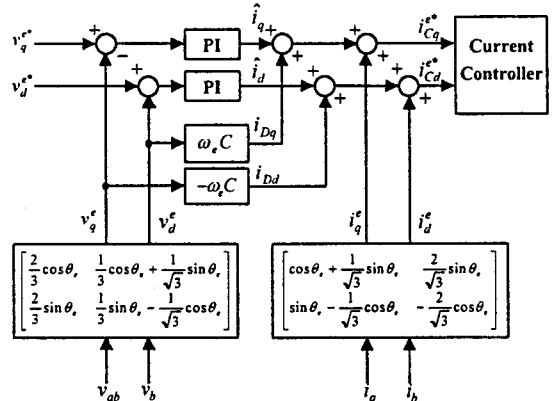 v_q^{e*} + − PI î_q + + + + i_{Cq}^{e*} Current Controller
v_d^{e*} + + PI î_d + + + + i_{Cd}^{e*}
ω_e C i_{Dq}
−ω_e C i_{Dd}
v_q^e v_d^e i_q^e i_d^e
[2/3 cosθ_e 1/3 cosθ_e + 1/√3 sinθ_e] [cosθ_e + 1/√3 sinθ_e 2/√3 sinθ_e]
[2/3 sinθ_e 1/3 sinθ_e − 1/√3 cosθ_e] [sinθ_e − 1/√3 cosθ_e −2/√3 cosθ_e]
v_{ab} v_b i_a i_b